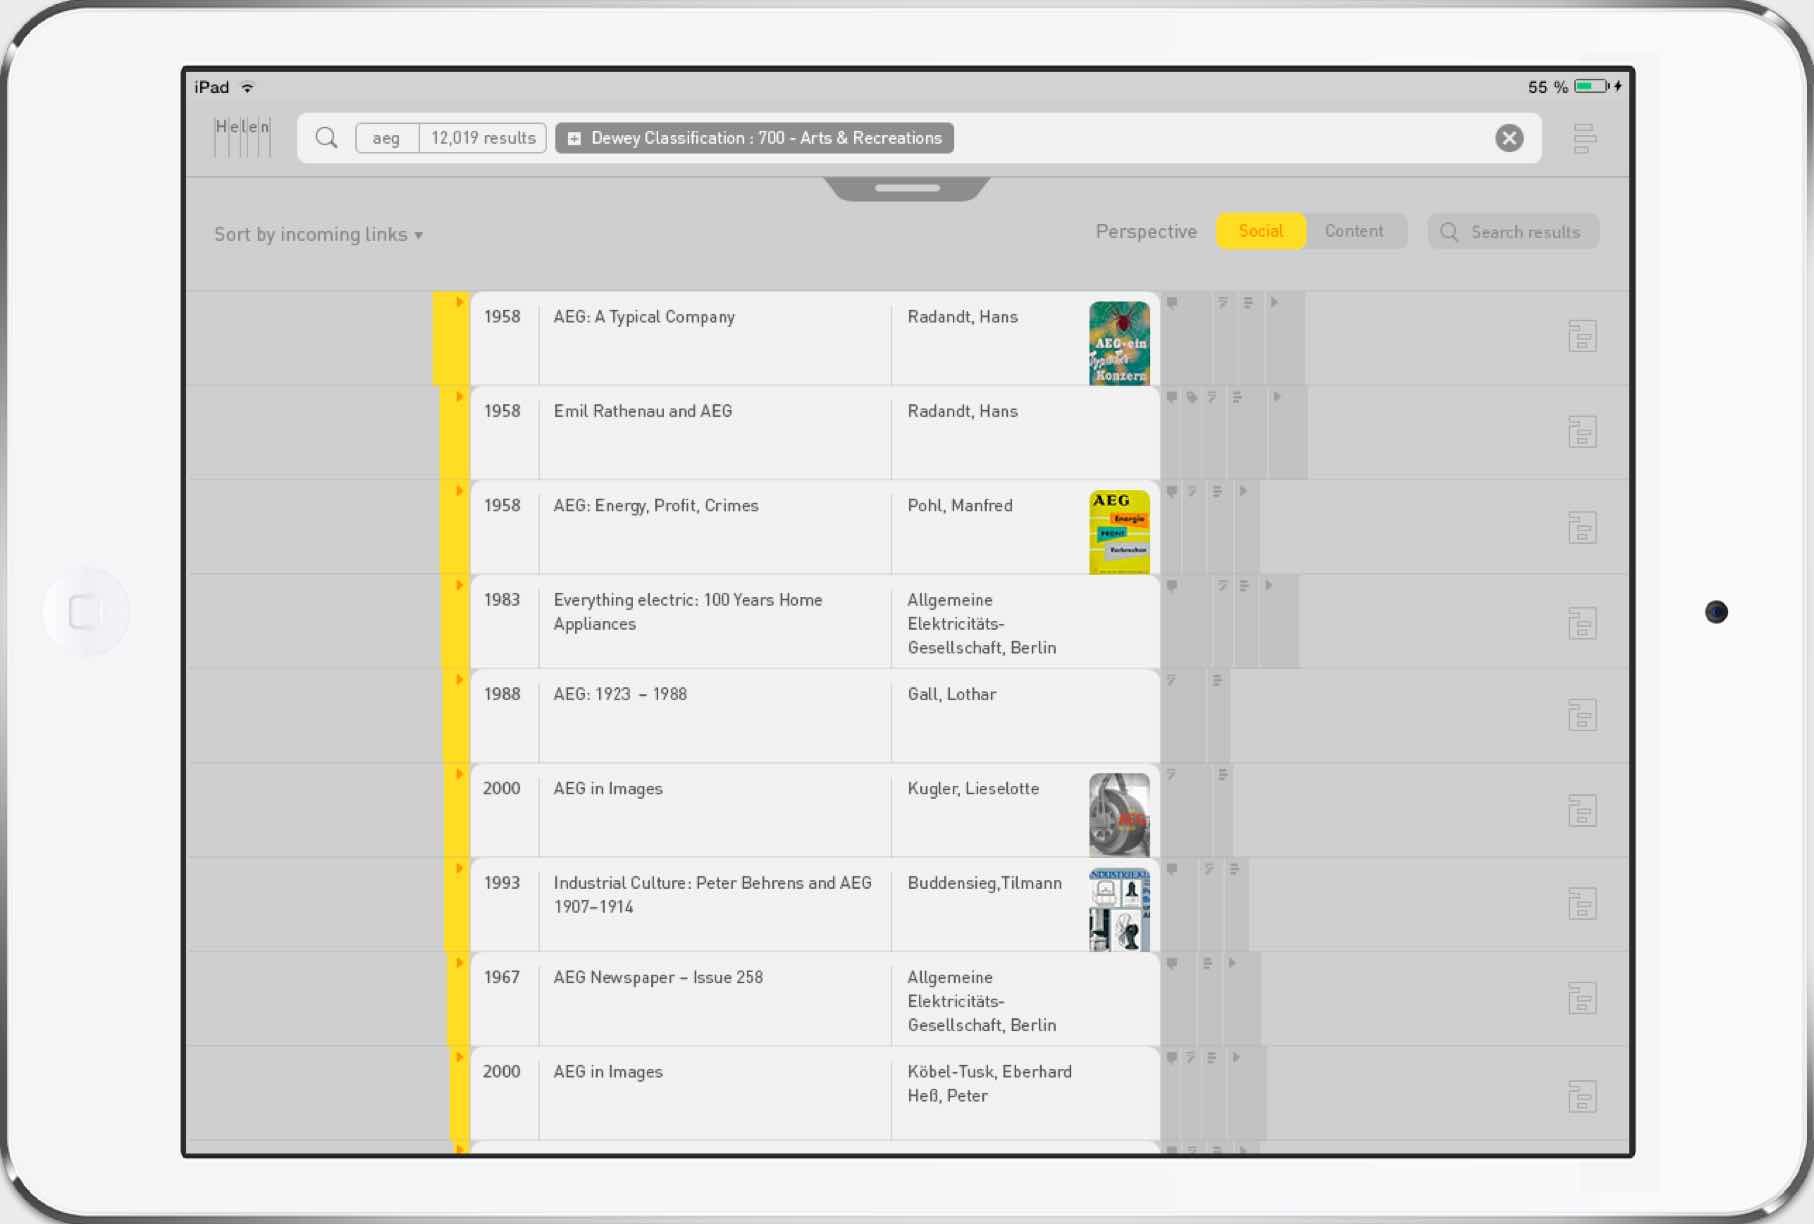 iPad
55 %
Helen
aeg 12,019 results Dewey Classification : 700 - Arts & Recreations
Sort by incoming links
Perspective Social Content Search results
1958 AEG: A Typical Company Radandt, Hans
AEG-ein
Typischer
Konzern
1958 Emil Rathenau and AEG Radandt, Hans
1958 AEG: Energy, Profit, Crimes Pohl, Manfred
AEG
Energie
PROFIT
Verbrechen
1983 Everything electric: 100 Years Home Allgemeine
Appliances Elektricitäts-
Gesellschaft, Berlin
1988 AEG: 1923 – 1988 Gall, Lothar
2000 AEG in Images Kugler, Lieselotte
AEG
1993 Industrial Culture: Peter Behrens and AEG Buddensieg,Tilmann
1907–1914
1967 AEG Newspaper – Issue 258 Allgemeine
Elektricitäts-
Gesellschaft, Berlin
2000 AEG in Images Köbel-Tusk, Eberhard
Heß, Peter